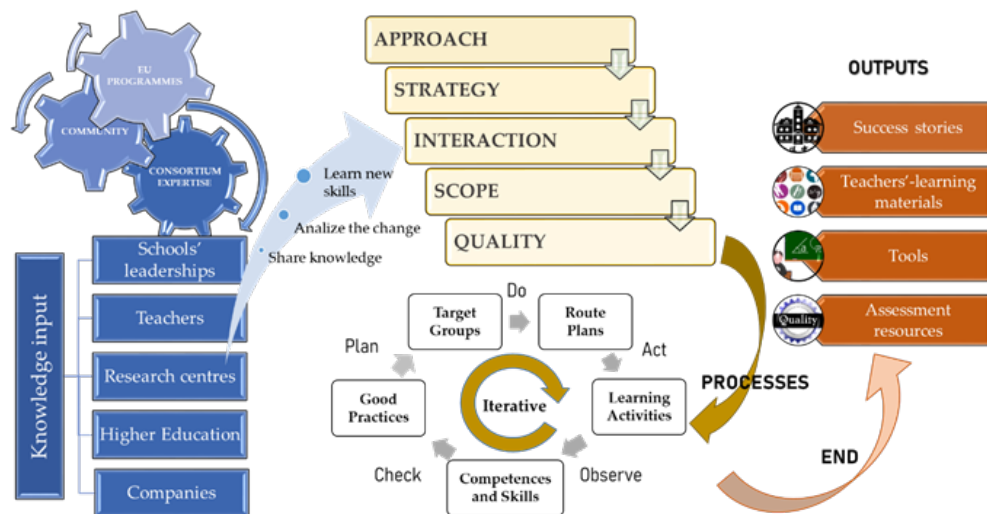 EU
PROGRAMMES
COMMUNITY
CONSORTIUM
EXPERTISE
Knowledge input
Schools'
leaderships
Teachers
Research centres
Higher Education
Companies
Learn new
skills
Analize the change
Share knowledge
APPROACH
STRATEGY
INTERACTION
SCOPE
QUALITY
Do
Target
Groups
Route
Plans
Plan
Act
Good
Practices
Iterative
Learning
Activities
Check
Competences
and Skills
Observe
PROCESSES
END
OUTPUTS
Success stories
Teachers'-learning
materials
Tools
Quality
Assessment
resources